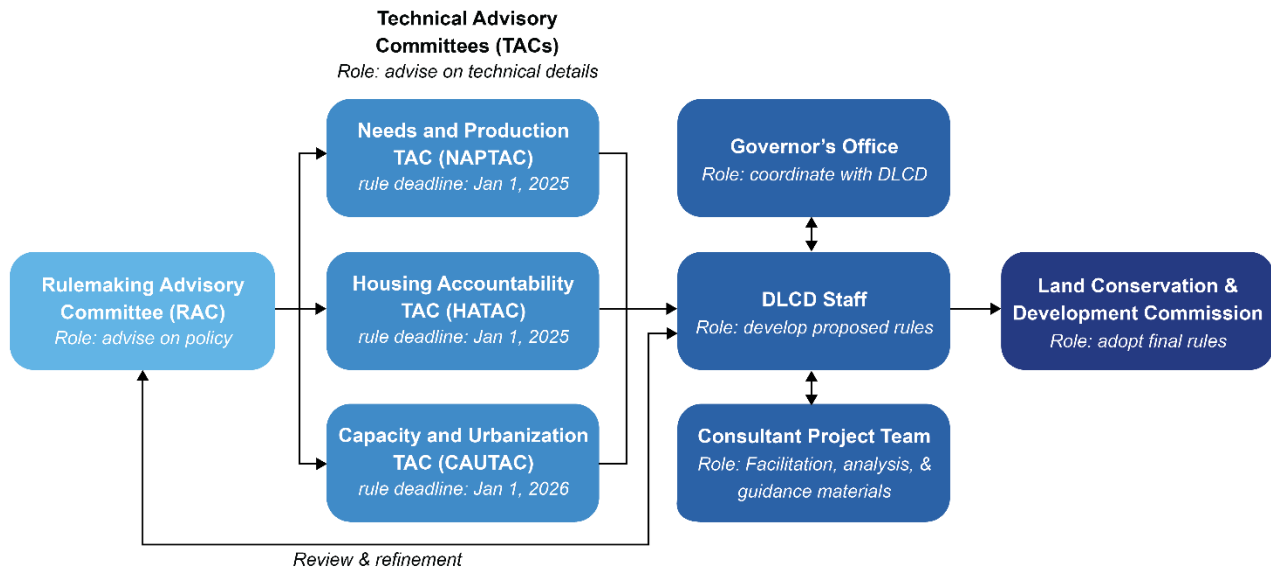 Technical Advisory
Committees (TACs)
Role: advise on technical details
Needs and Production
TAC (NAPTAC)
rule deadline: Jan 1, 2025
Governor’s Office
Role: coordinate with DLCD
Rulemaking Advisory
Committee (RAC)
Role: advise on policy
Housing Accountability
TAC (HATAC)
rule deadline: Jan 1, 2025
DLCD Staff
Role: develop proposed rules
Land Conservation &
Development Commission
Role: adopt final rules
Capacity and Urbanization
TAC (CAUTAC)
rule deadline: Jan 1, 2026
Consultant Project Team
Role: Facilitation, analysis, &
guidance materials
Review & refinement